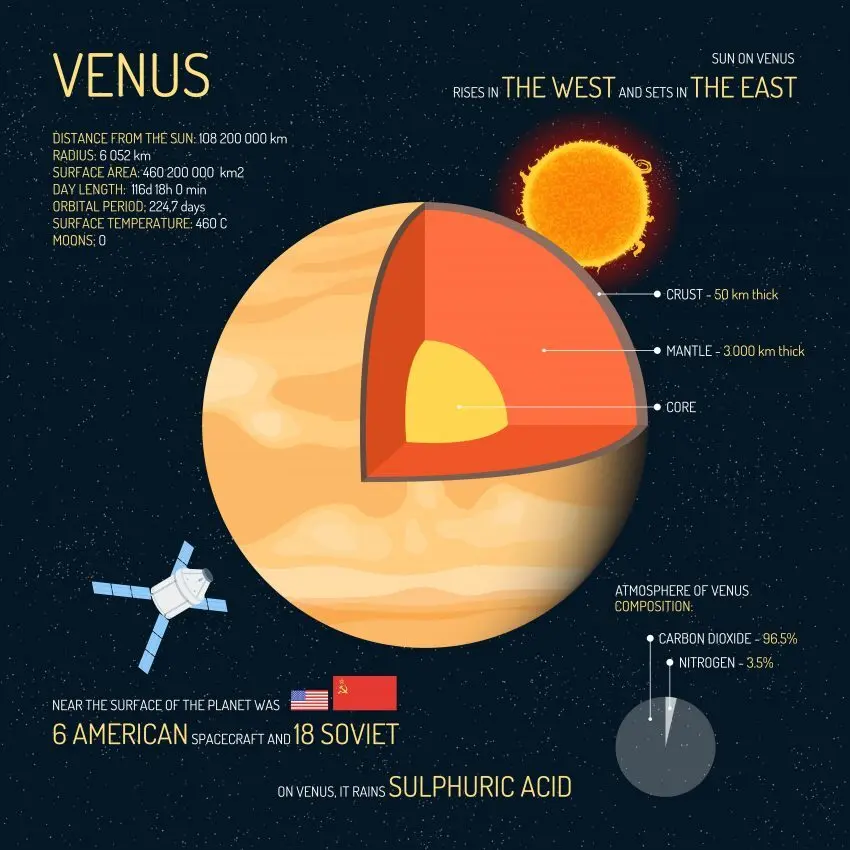 VENUS
SUN ON VENUS
RISES IN THE WEST AND SETS IN THE EAST
DISTANCE FROM THE SUN: 108 200 000 km
RADIUS: 6 052 km
SURFACE AREA: 460 200 000 km2
DAY LENGTH: 116d 18h 0 min
ORBITAL PERIOD: 224,7 days
SURFACE TEMPERATURE: 460 C
MOONS: 0
CRUST - 50 km thick
MANTLE - 3 000 km thick
CORE
ATMOSPHERE OF VENUS
COMPOSITION:
CARBON DIOXIDE - 96.5%
NITROGEN - 3.5%
NEAR THE SURFACE OF THE PLANET WAS
6 AMERICAN SPACECRAFT AND 18 SOVIET
ON VENUS, IT RAINS SULPHURIC ACID